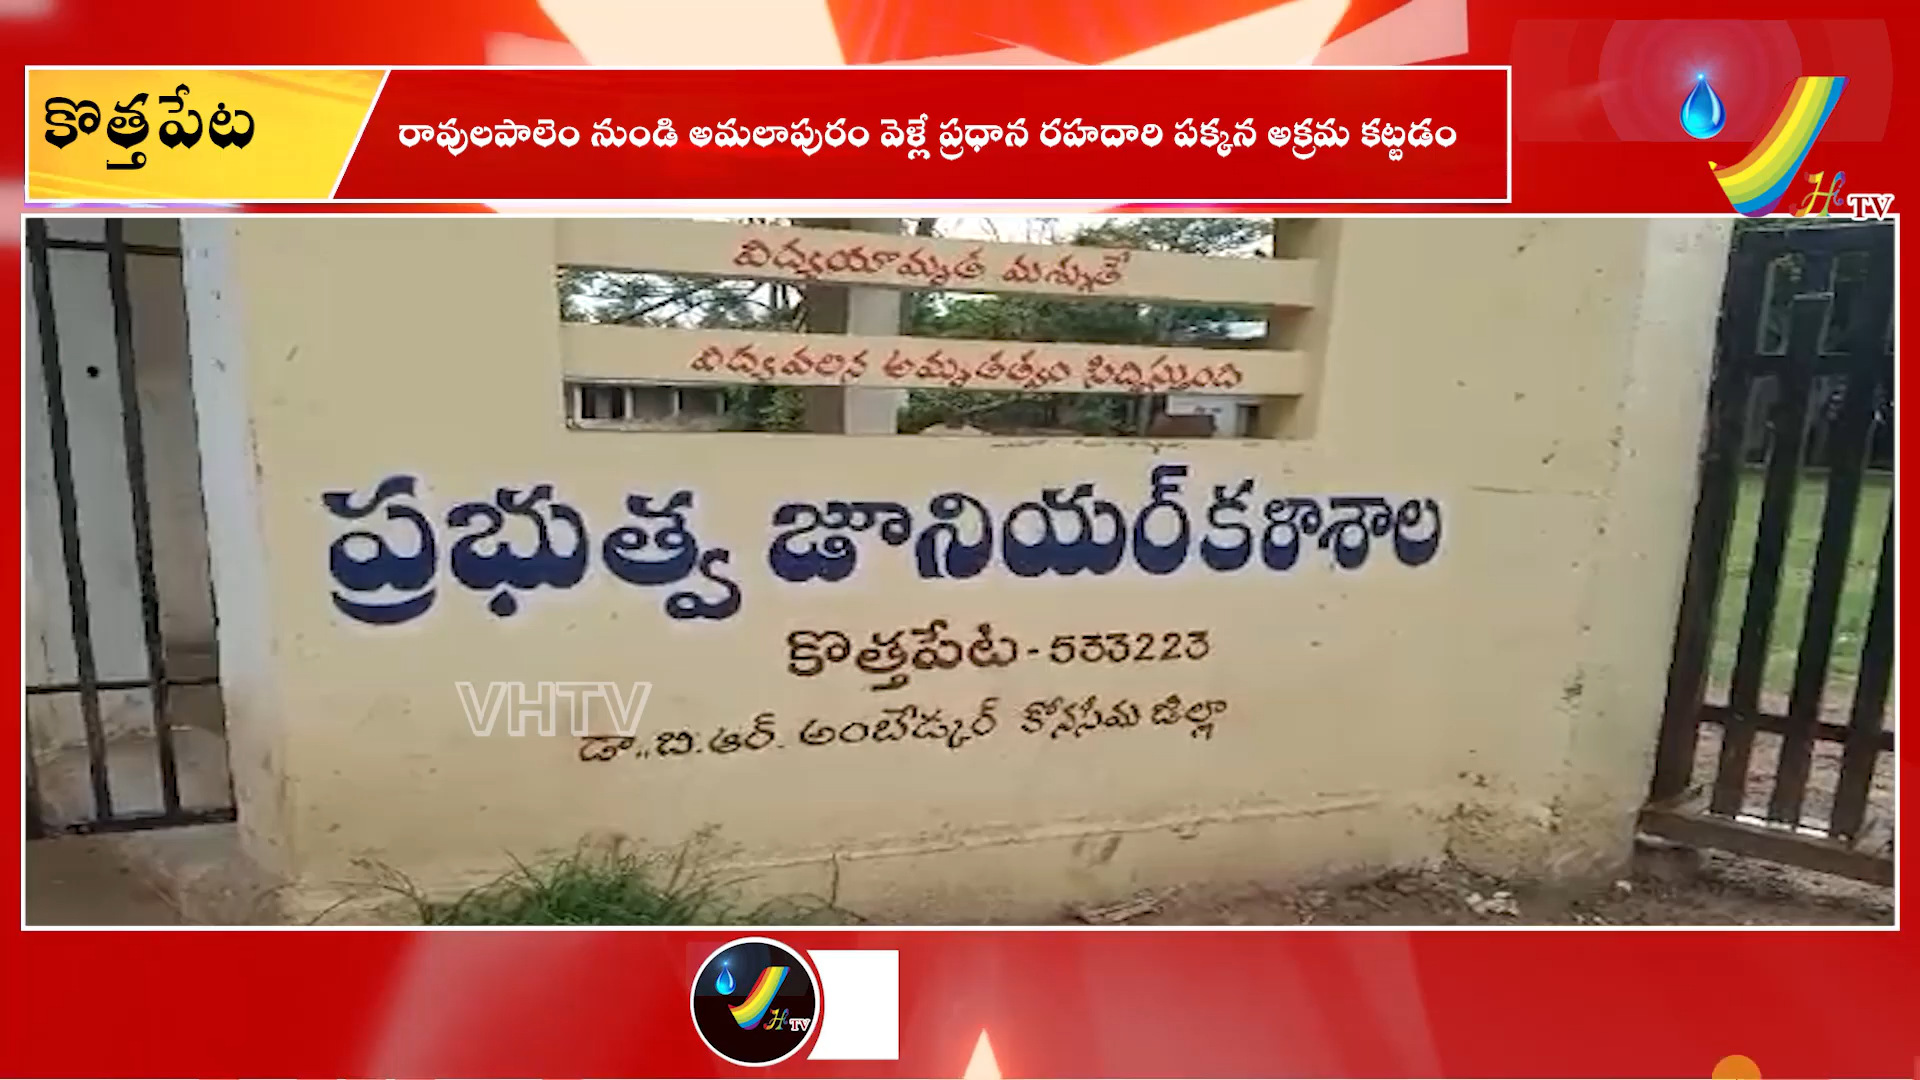 కొత్తపేట
రావులపాలెం నుండి అమలాపురం వెళ్లే ప్రధాన రహదారి పక్కన అక్రమ కట్టడం
H TV
విద్యయామృత మశ్నుతే
విద్యవలన అమృతత్వం సిద్ధిస్తుంది
ప్రభుత్వ జూనియర్ కళాశాల
కొత్తపేట - 533223
VHTV
డా.. బి. ఆర్. అంబేడ్కర్ కోనసీమ జిల్లా
H TV